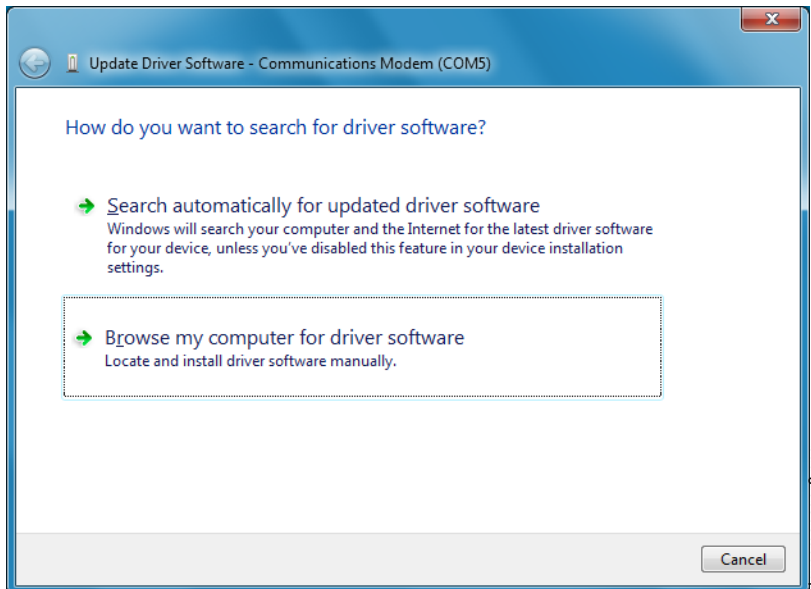 Update Driver Software - Communications Modem (COM5)
How do you want to search for driver software?
Search automatically for updated driver software
Windows will search your computer and the Internet for the latest driver software
for your device, unless you've disabled this feature in your device installation
settings.
Browse my computer for driver software
Locate and install driver software manually.
Cancel